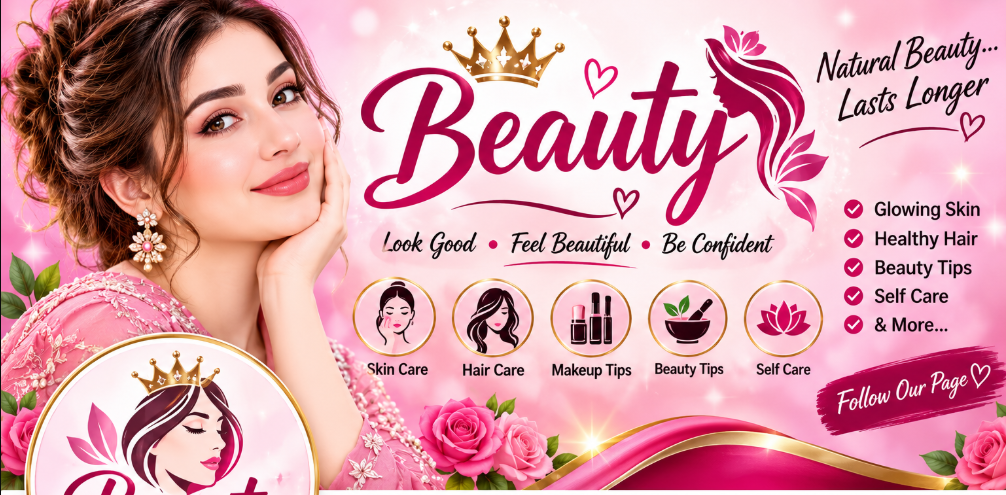 Beauty
Look Good • Feel Beautiful • Be Confident
Skin Care
Hair Care
Makeup Tips
Beauty Tips
Self Care
Natural Beauty...
Lasts Longer
Glowing Skin
Healthy Hair
Beauty Tips
Self Care
& More...
Follow Our Page